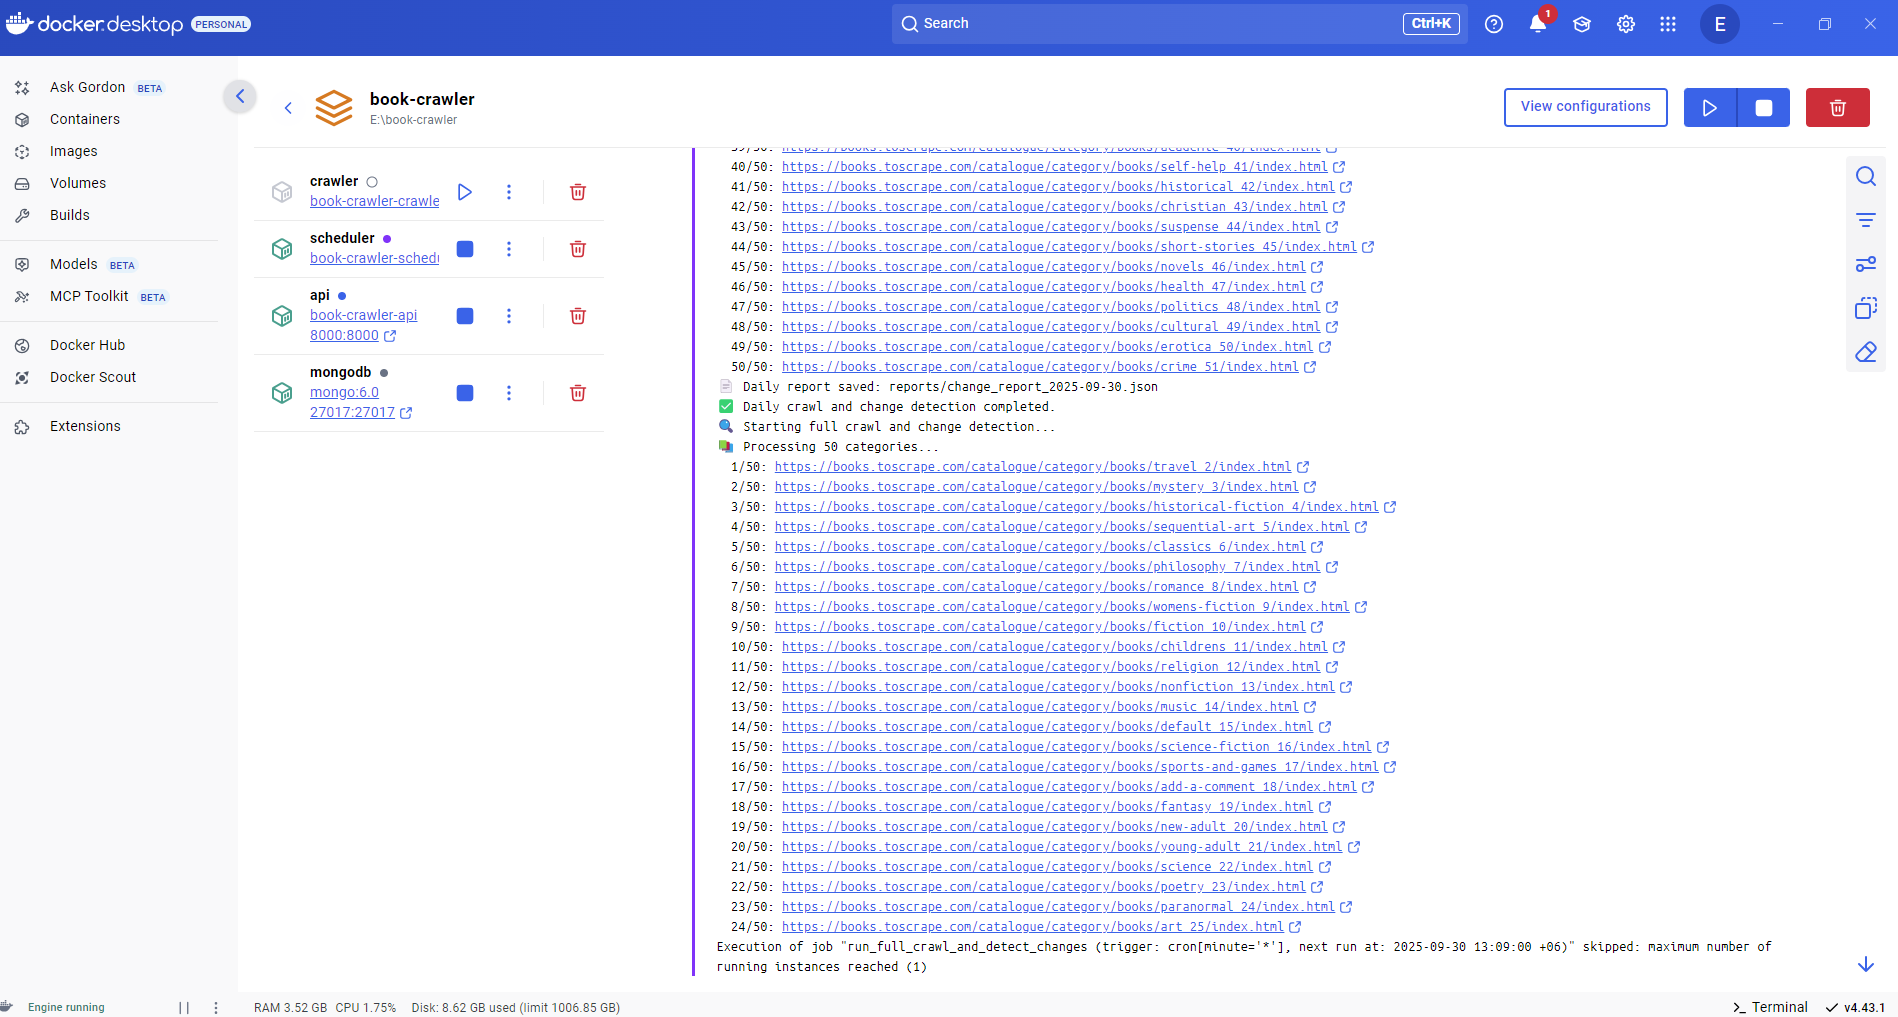 docker.desktop PERSONAL
Search
Ctrl+K
1
E
Ask Gordon BETA
Containers
Images
Volumes
Builds
Models BETA
MCP Toolkit BETA
Docker Hub
Docker Scout
Extensions
book-crawler
E:\book-crawler
View configurations
crawler
book-crawler-crawle
scheduler
book-crawler-schedu
api
book-crawler-api
8000:8000
mongodb
mongo:6.0
27017:27017
39/50: https://books.toscrape.com/catalogue/category/books/academic_40/index.html
40/50: https://books.toscrape.com/catalogue/category/books/self-help_41/index.html
41/50: https://books.toscrape.com/catalogue/category/books/historical_42/index.html
42/50: https://books.toscrape.com/catalogue/category/books/christian_43/index.html
43/50: https://books.toscrape.com/catalogue/category/books/suspense_44/index.html
44/50: https://books.toscrape.com/catalogue/category/books/short-stories_45/index.html
45/50: https://books.toscrape.com/catalogue/category/books/novels_46/index.html
46/50: https://books.toscrape.com/catalogue/category/books/health_47/index.html
47/50: https://books.toscrape.com/catalogue/category/books/politics_48/index.html
48/50: https://books.toscrape.com/catalogue/category/books/cultural_49/index.html
49/50: https://books.toscrape.com/catalogue/category/books/erotica_50/index.html
50/50: https://books.toscrape.com/catalogue/category/books/crime_51/index.html
Daily report saved: reports/change_report_2025-09-30.json
Daily crawl and change detection completed.
Starting full crawl and change detection...
Processing 50 categories...
1/50: https://books.toscrape.com/catalogue/category/books/travel_2/index.html
2/50: https://books.toscrape.com/catalogue/category/books/mystery_3/index.html
3/50: https://books.toscrape.com/catalogue/category/books/historical-fiction_4/index.html
4/50: https://books.toscrape.com/catalogue/category/books/sequential-art_5/index.html
5/50: https://books.toscrape.com/catalogue/category/books/classics_6/index.html
6/50: https://books.toscrape.com/catalogue/category/books/philosophy_7/index.html
7/50: https://books.toscrape.com/catalogue/category/books/romance_8/index.html
8/50: https://books.toscrape.com/catalogue/category/books/womens-fiction_9/index.html
9/50: https://books.toscrape.com/catalogue/category/books/fiction_10/index.html
10/50: https://books.toscrape.com/catalogue/category/books/childrens_11/index.html
11/50: https://books.toscrape.com/catalogue/category/books/religion_12/index.html
12/50: https://books.toscrape.com/catalogue/category/books/nonfiction_13/index.html
13/50: https://books.toscrape.com/catalogue/category/books/music_14/index.html
14/50: https://books.toscrape.com/catalogue/category/books/default_15/index.html
15/50: https://books.toscrape.com/catalogue/category/books/science-fiction_16/index.html
16/50: https://books.toscrape.com/catalogue/category/books/sports-and-games_17/index.html
17/50: https://books.toscrape.com/catalogue/category/books/add-a-comment_18/index.html
18/50: https://books.toscrape.com/catalogue/category/books/fantasy_19/index.html
19/50: https://books.toscrape.com/catalogue/category/books/new-adult_20/index.html
20/50: https://books.toscrape.com/catalogue/category/books/young-adult_21/index.html
21/50: https://books.toscrape.com/catalogue/category/books/science_22/index.html
22/50: https://books.toscrape.com/catalogue/category/books/poetry_23/index.html
23/50: https://books.toscrape.com/catalogue/category/books/paranormal_24/index.html
24/50: https://books.toscrape.com/catalogue/category/books/art_25/index.html
Execution of job "run_full_crawl_and_detect_changes (trigger: cron[minute='*'], next run at: 2025-09-30 13:09:00 +06)" skipped: maximum number of
running instances reached (1)
Engine running
RAM 3.52 GB CPU 1.75% Disk: 8.62 GB used (limit 1006.85 GB)
Terminal
v4.43.1